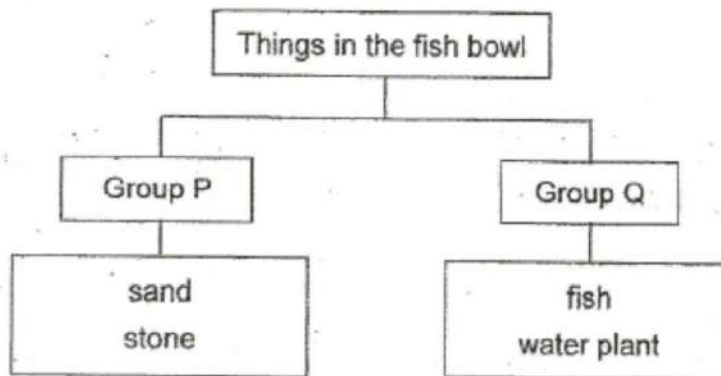 Things in the fish bowl
Group P
Group Q
sand
stone
fish
water plant